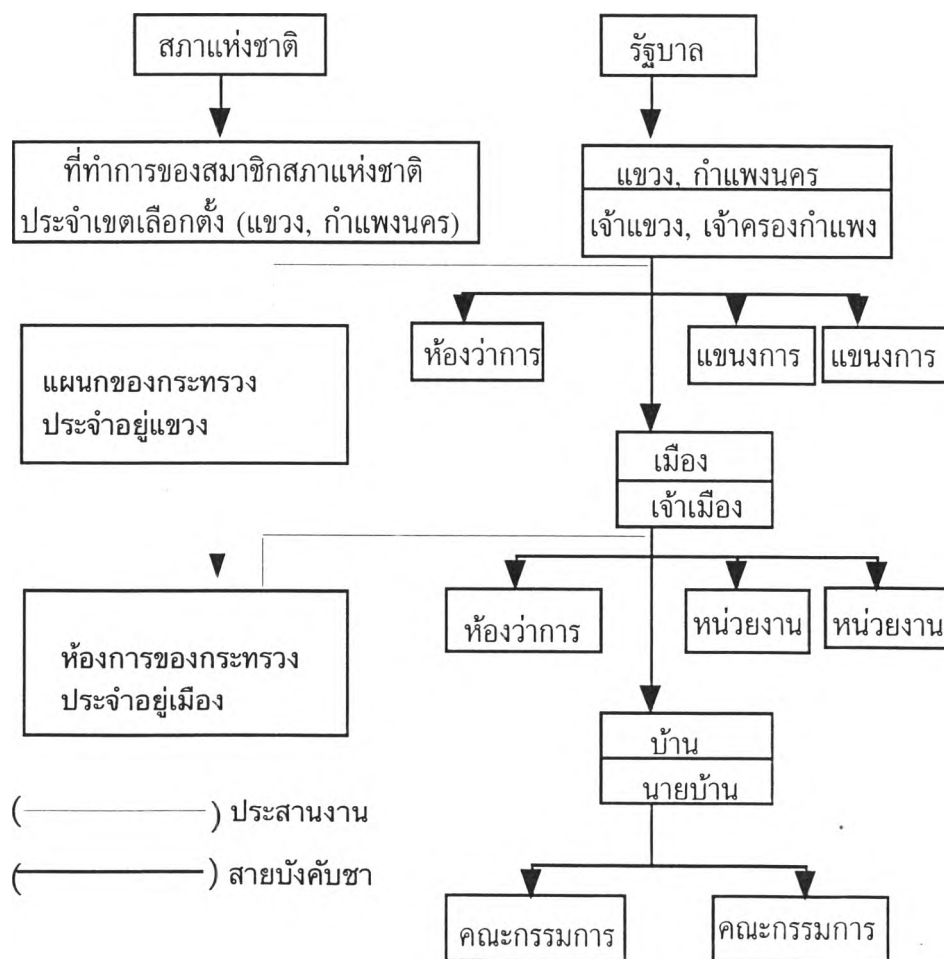 สภาแห่งชาติ
รัฐบาล
ที่ทำการของสมาชิกสภาแห่งชาติ
ประจำเขตเลือกตั้ง (แขวง, กำแพงนคร)
แขวง, กำแพงนคร
เจ้าแขวง, เจ้าครองกำแพง
ห้องว่าการ
แขนงการ
แขนงการ
แผนกของกระทรวง
ประจำอยู่แขวง
เมือง
เจ้าเมือง
ห้องว่าการ
หน่วยงาน
หน่วยงาน
ห้องการของกระทรวง
ประจำอยู่เมือง
บ้าน
นายบ้าน
( ) ประสานงาน
( ) สายบังคับชา
คณะกรรมการ
คณะกรรมการ